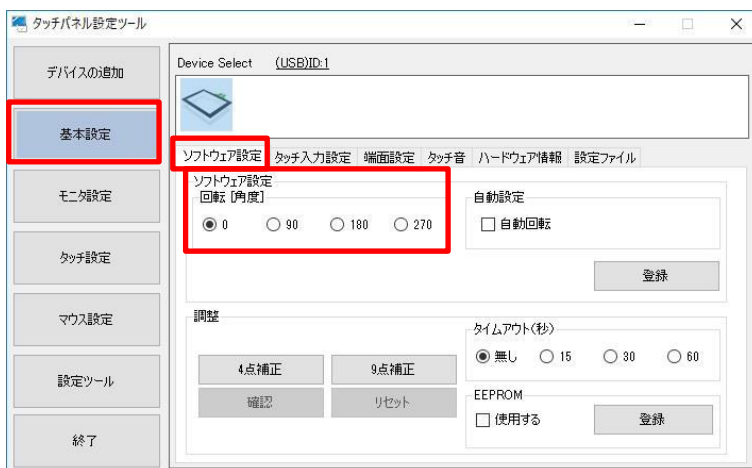 タッチパネル設定ツール
デバイスの追加
基本設定
モニタ設定
タッチ設定
マウス設定
設定ツール
終了
Device Select (USB)ID:1
ソフトウェア設定 タッチ入力設定 端面設定 タッチ音 ハードウェア情報 設定ファイル
ソフトウェア設定
回転 [角度]
0 90 180 270
自動設定
自動回転
登録
調整
4点補正 9点補正
確認 リセット
タイムアウト(秒)
無し 15 30 60
EEPROM
使用する 登録